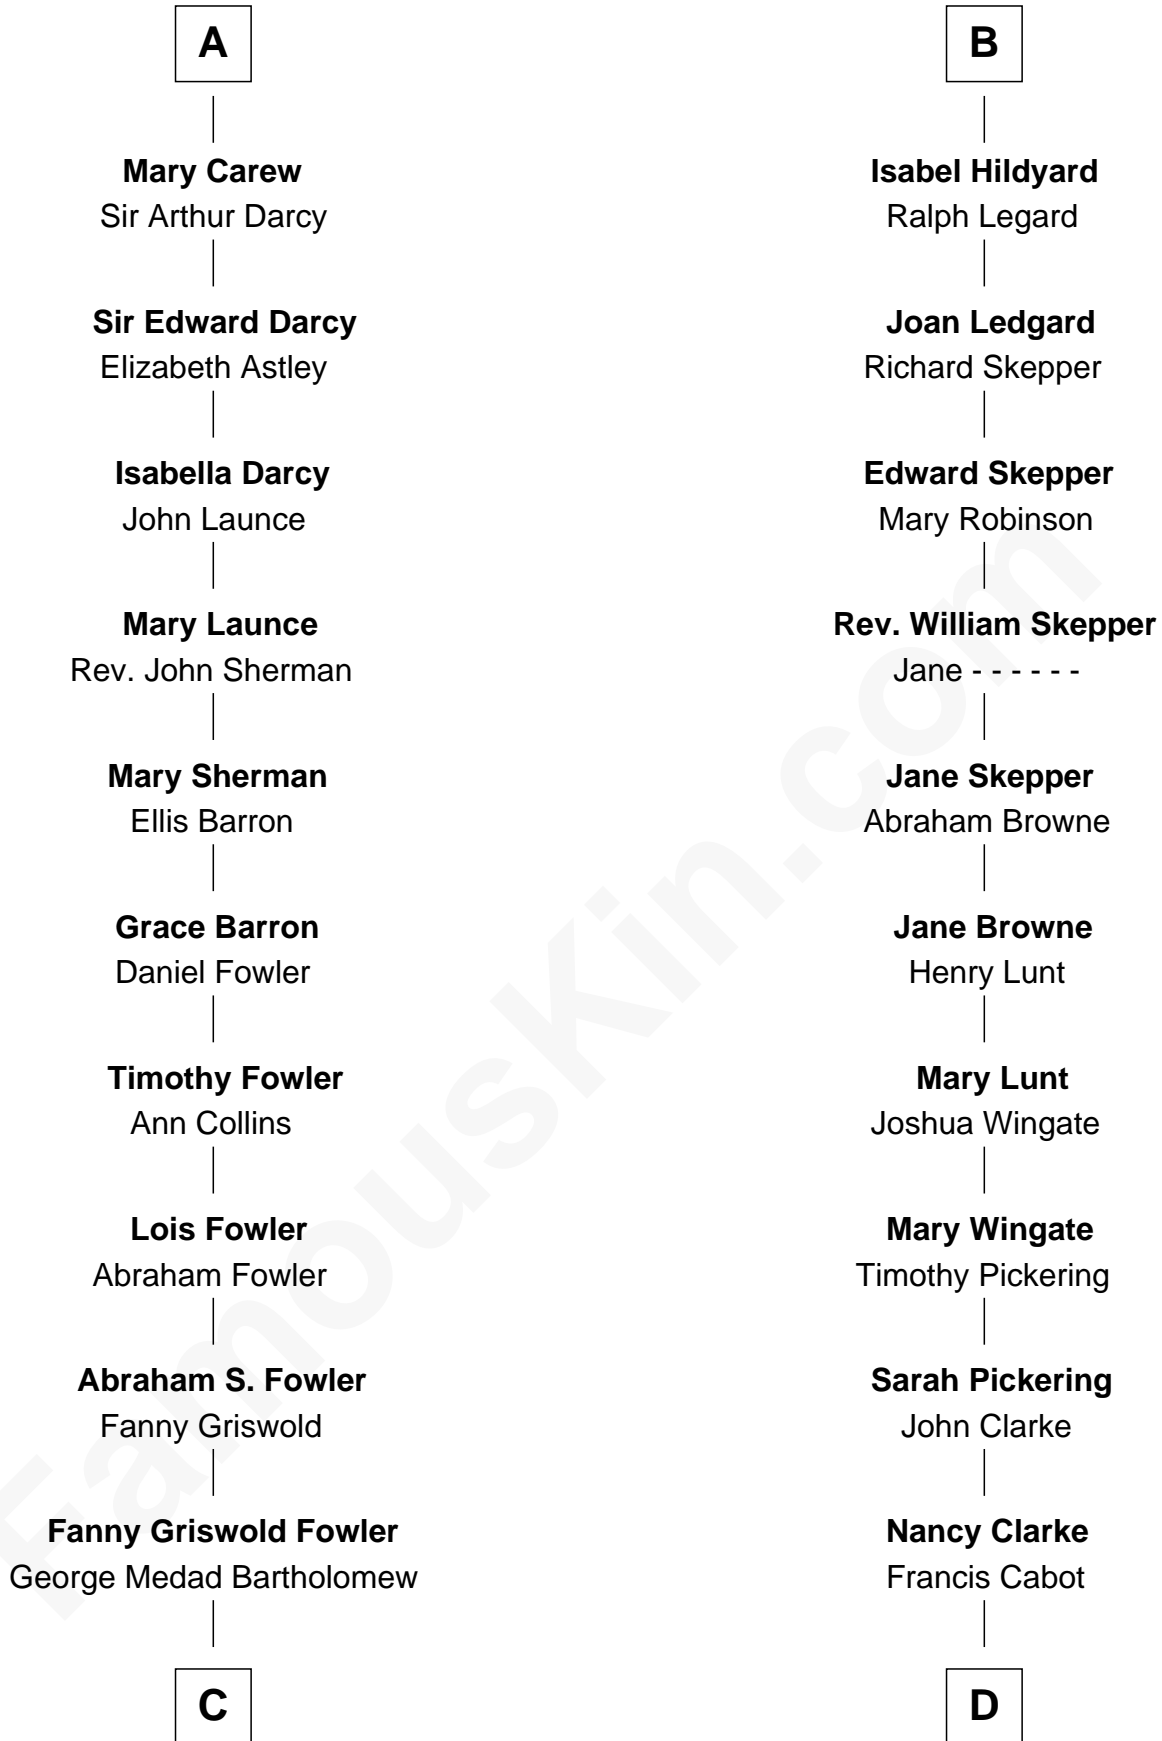 A
Mary Carew
Sir Arthur Darcy
Sir Edward Darcy
Elizabeth Astley
Isabella Darcy
John Launce
Mary Launce
Rev. John Sherman
Mary Sherman
Ellis Barron
Grace Barron
Daniel Fowler
Timothy Fowler
Ann Collins
Lois Fowler
Abraham Fowler
Abraham S. Fowler
Fanny Griswold
Fanny Griswold Fowler
George Medad Bartholomew
C
B
Isabel Hildyard
Ralph Legard
Joan Ledgard
Richard Skepper
Edward Skepper
Mary Robinson
Rev. William Skepper
Jane - - - - - -
Jane Skepper
Abraham Browne
Jane Browne
Henry Lunt
Mary Lunt
Joshua Wingate
Mary Wingate
Timothy Pickering
Sarah Pickering
John Clarke
Nancy Clarke
Francis Cabot
D
FamousKin.com